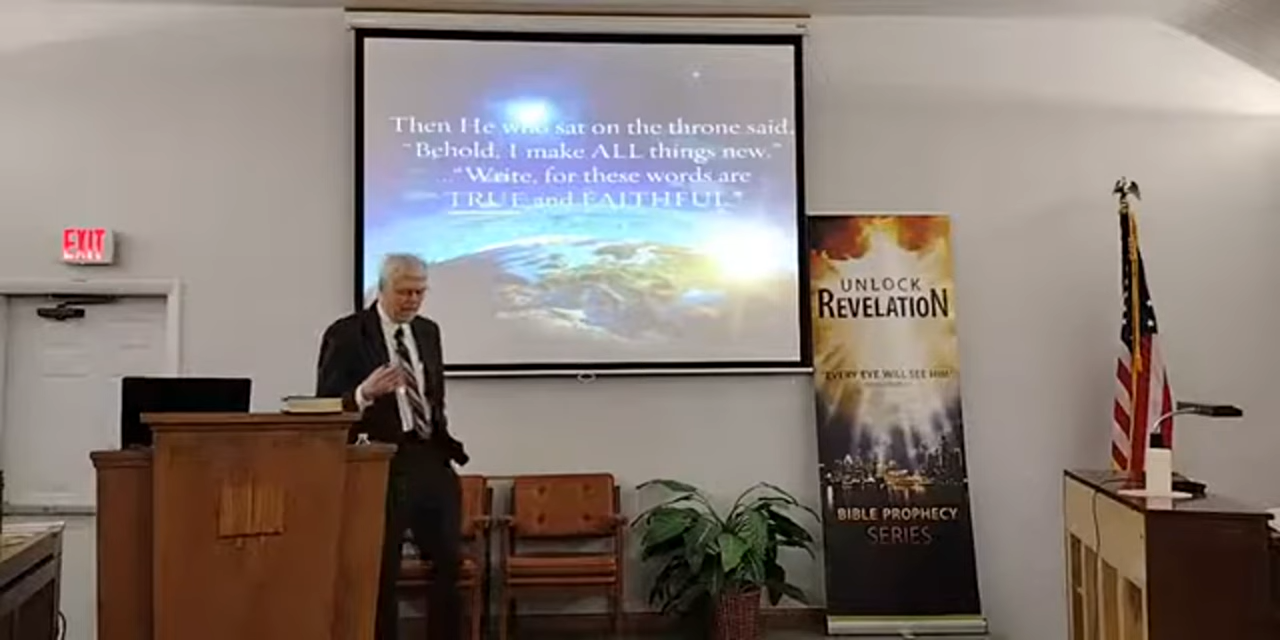 Then He who sat on the throne said,
"Behold, I make ALL things new."
..."Write, for these words are
TRUE and FAITHFUL"
EXIT
UNLOCK
REVELATION
"EVERY EYE WILL SEE HIM"
BIBLE PROPHECY
SERIES